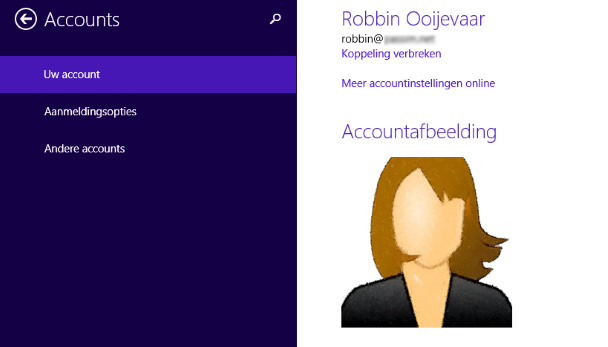 Accounts
Uw account
Aanmeldingsopties
Andere accounts
Robbin Ooijevaar
robbin@
Koppeling verbreken
Meer accountinstellingen online
Accountafbeelding